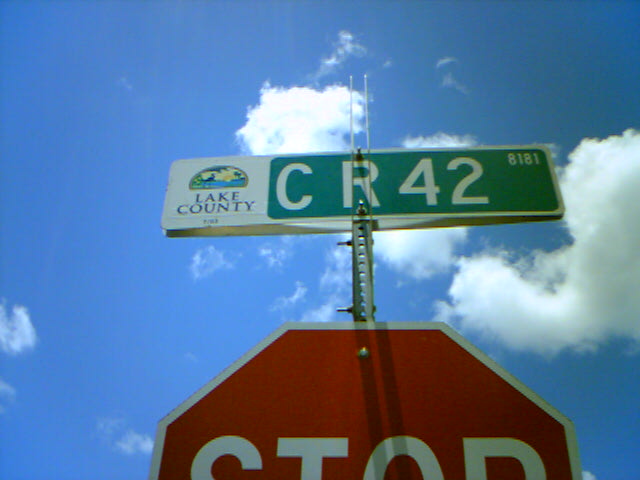 LAKE
COUNTY
C R 42
8181
STOP